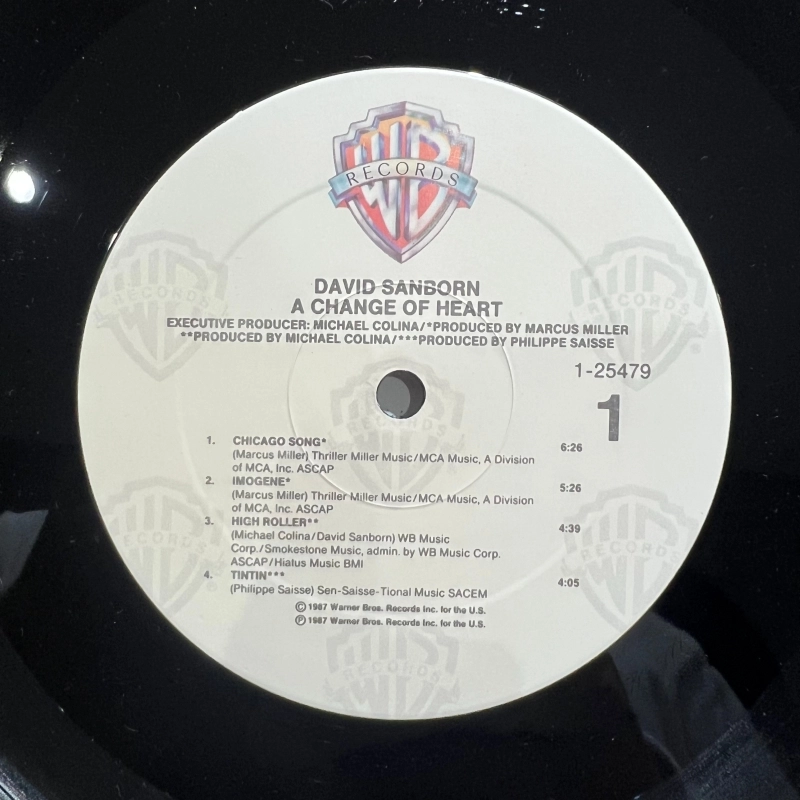 WB
RECORDS
DAVID SANBORN
A CHANGE OF HEART
EXECUTIVE PRODUCER: MICHAEL COLINA/*PRODUCED BY MARCUS MILLER
**PRODUCED BY MICHAEL COLINA/***PRODUCED BY PHILIPPE SAISSE
1-25479
1
1. CHICAGO SONG* 6:26
(Marcus Miller) Thriller Miller Music/MCA Music, A Division
of MCA, Inc. ASCAP
2. IMOGENE* 5:26
(Marcus Miller) Thriller Miller Music/MCA Music, A Division
of MCA, Inc. ASCAP
3. HIGH ROLLER** 4:39
(Michael Colina/David Sanborn) WB Music
Corp./Smokestone Music, admin. by WB Music Corp.
ASCAP/Hiatus Music BMI
4. TINTIN*** 4:05
(Philippe Saisse) Sen-Saisse-Tional Music SACEM
© 1987 Warner Bros. Records Inc. for the U.S.
℗ 1987 Warner Bros. Records Inc. for the U.S.